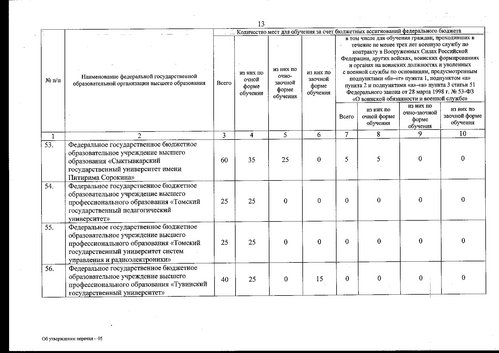 13
Количество мест для обучения за счет бюджетных ассигнований федерального бюджета
№ п/п
Наименование федеральной государственной
образовательной организации высшего образования
Всего
из них по
очной
форме
обучения
из них по
очно-
заочной
форме
обучения
из них по
заочной
форме
обучения
в том числе для обучения граждан, проходивших в
течение не менее трех лет военную службу по
контракту в Вооруженных Силах Российской
Федерации, других войсках, воинских формированиях
и органах на воинских должностях и уволенных
с военной службы по основаниям, предусмотренным
подпунктами «б»-«г» пункта 1, подпунктом «а»
пункта 2 и подпунктами «а»-«з» пункта 3 статьи 51
Федерального закона от 28 марта 1998 г. № 53-ФЗ
«О воинской обязанности и военной службе»
Всего
из них по
очной форме
обучения
из них по
очно-заочной
форме
обучения
из них по
заочной форме
обучения
1 2 3 4 5 6 7 8 9 10
53. Федеральное государственное бюджетное
образовательное учреждение высшего
образования «Сыктывкарский
государственный университет имени
Питирима Сорокина»
60 35 25 0 5 5 0 0
54. Федеральное государственное бюджетное
образовательное учреждение высшего
профессионального образования «Томский
государственный педагогический
университет»
25 25 0 0 0 0 0 0
55. Федеральное государственное бюджетное
образовательное учреждение высшего
профессионального образования «Томский
государственный университет систем
управления и радиоэлектроники»
25 25 0 0 0 0 0 0
56. Федеральное государственное бюджетное
образовательное учреждение высшего
профессионального образования «Тувинский
государственный университет»
40 25 0 15 0 0 0 0
Об утверждении перечня - 05